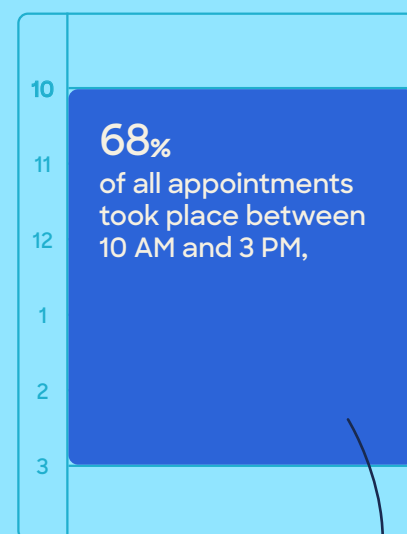 10
11
12
1
2
3
68%
of all appointments
took place between
10 AM and 3 PM,